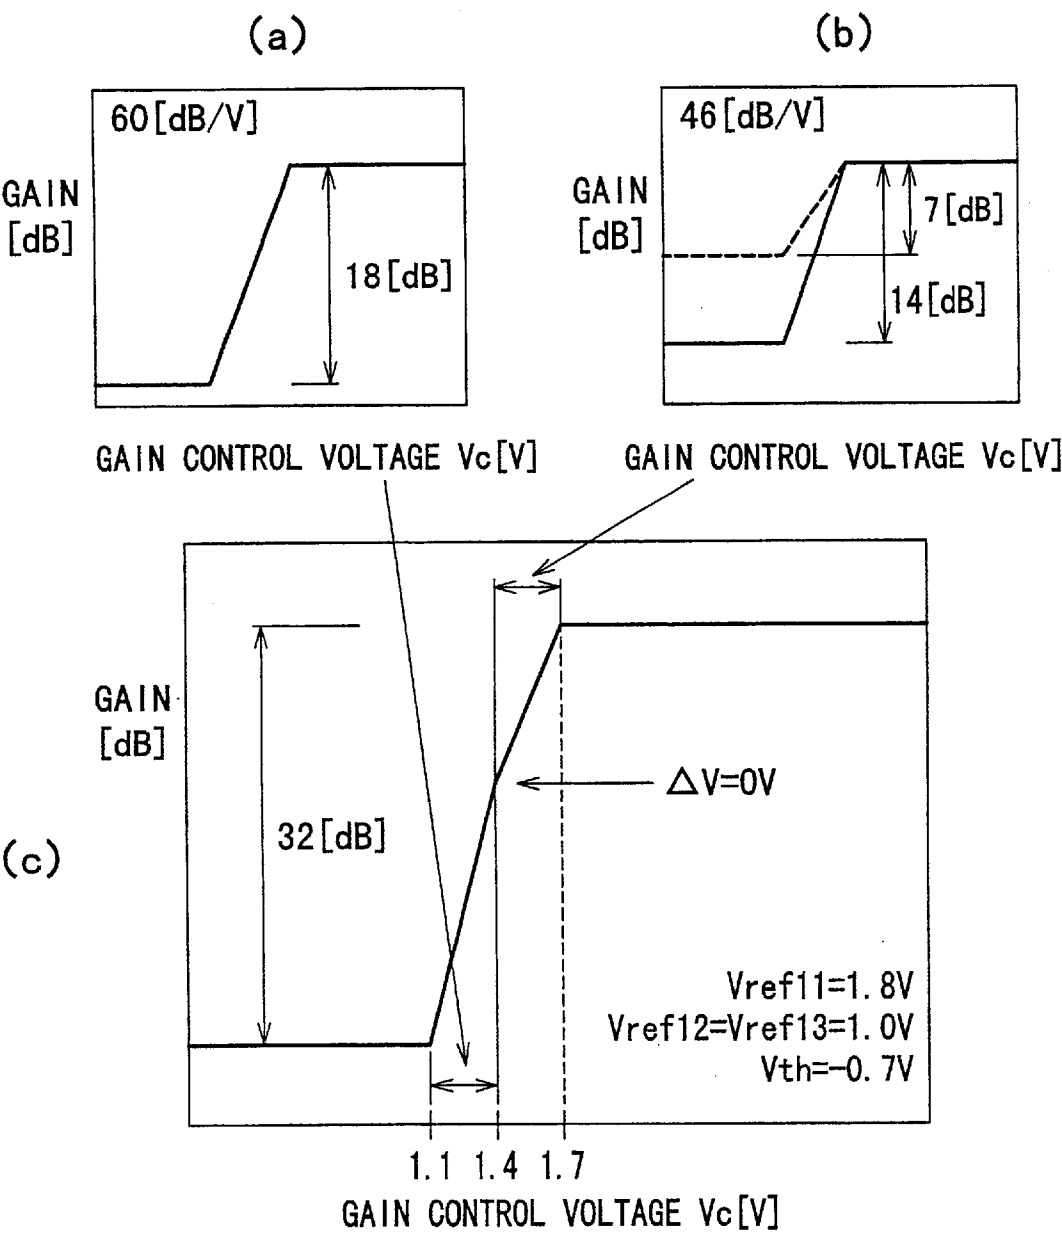 (a)
(b)
60[dB/V]
46[dB/V]
GAIN
[dB]
18[dB]
GAIN
[dB]
7[dB]
14[dB]
GAIN CONTROL VOLTAGE Vc[V]
GAIN CONTROL VOLTAGE Vc[V]
GAIN
[dB]
△V=0V
32[dB]
(c)
Vref11=1.8V
Vref12=Vref13=1.0V
Vth=-0.7V
1.1 1.4 1.7
GAIN CONTROL VOLTAGE Vc[V]